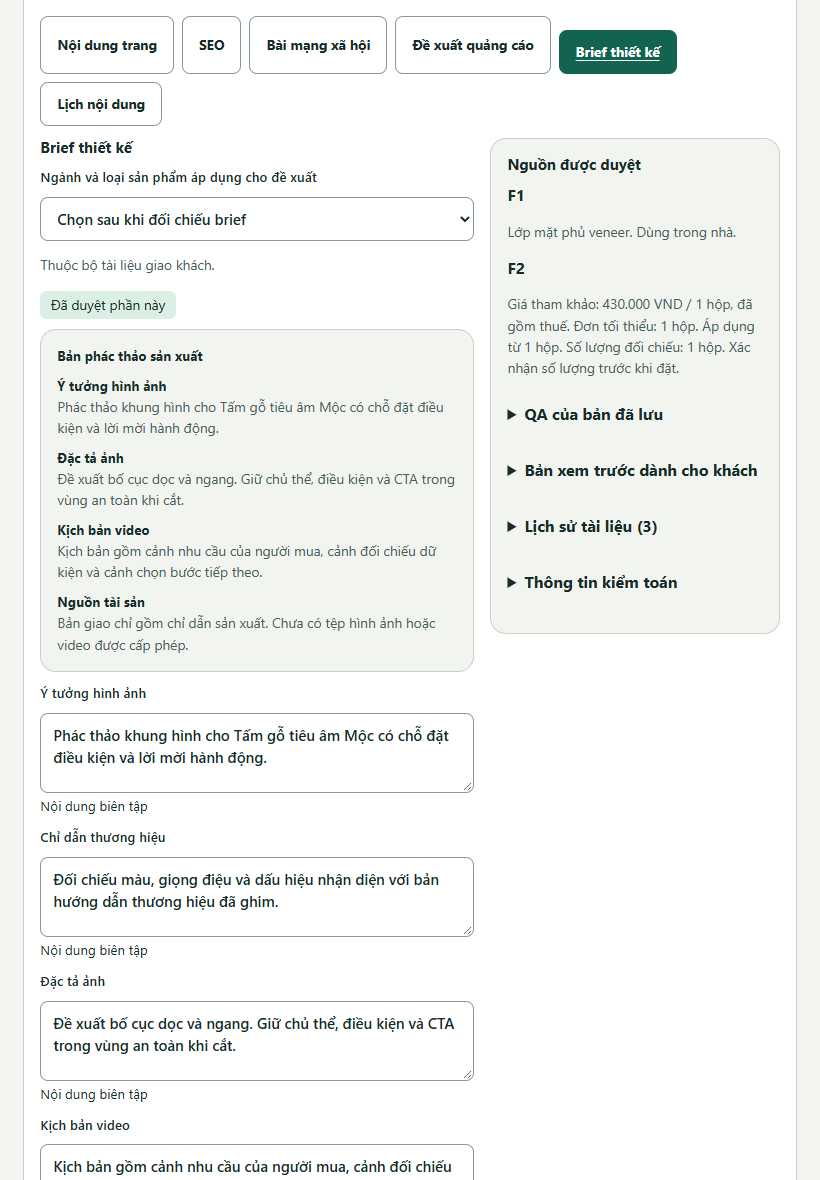 Nội dung trang
SEO
Bài mạng xã hội
Đề xuất quảng cáo
Brief thiết kế
Lịch nội dung
Brief thiết kế
Ngành và loại sản phẩm áp dụng cho đề xuất
Chọn sau khi đối chiếu brief
Thuộc bộ tài liệu giao khách.
Đã duyệt phần này
Bản phác thảo sản xuất
Ý tưởng hình ảnh
Phác thảo khung hình cho Tấm gỗ tiêu âm Mộc có chỗ đặt điều
kiện và lời mời hành động.
Đặc tả ảnh
Đề xuất bố cục dọc và ngang. Giữ chủ thể, điều kiện và CTA trong
vùng an toàn khi cắt.
Kịch bản video
Kịch bản gồm cảnh nhu cầu của người mua, cảnh đối chiếu dữ
kiện và cảnh chọn bước tiếp theo.
Nguồn tài sản
Bản giao chỉ gồm chỉ dẫn sản xuất. Chưa có tệp hình ảnh hoặc
video được cấp phép.
Ý tưởng hình ảnh
Phác thảo khung hình cho Tấm gỗ tiêu âm Mộc có chỗ đặt
điều kiện và lời mời hành động.
Nội dung biên tập
Chỉ dẫn thương hiệu
Đối chiếu màu, giọng điệu và dấu hiệu nhận diện với bản
hướng dẫn thương hiệu đã ghim.
Nội dung biên tập
Đặc tả ảnh
Đề xuất bố cục dọc và ngang. Giữ chủ thể, điều kiện và CTA
trong vùng an toàn khi cắt.
Nội dung biên tập
Kịch bản video
Kịch bản gồm cảnh nhu cầu của người mua, cảnh đối chiếu
Nguồn được duyệt
F1
Lớp mặt phủ veneer. Dùng trong nhà.
F2
Giá tham khảo: 430.000 VND / 1 hộp, đã
gồm thuế. Đơn tối thiểu: 1 hộp. Áp dụng
từ 1 hộp. Số lượng đối chiếu: 1 hộp. Xác
nhận số lượng trước khi đặt.
QA của bản đã lưu
Bản xem trước dành cho khách
Lịch sử tài liệu (3)
Thông tin kiểm toán